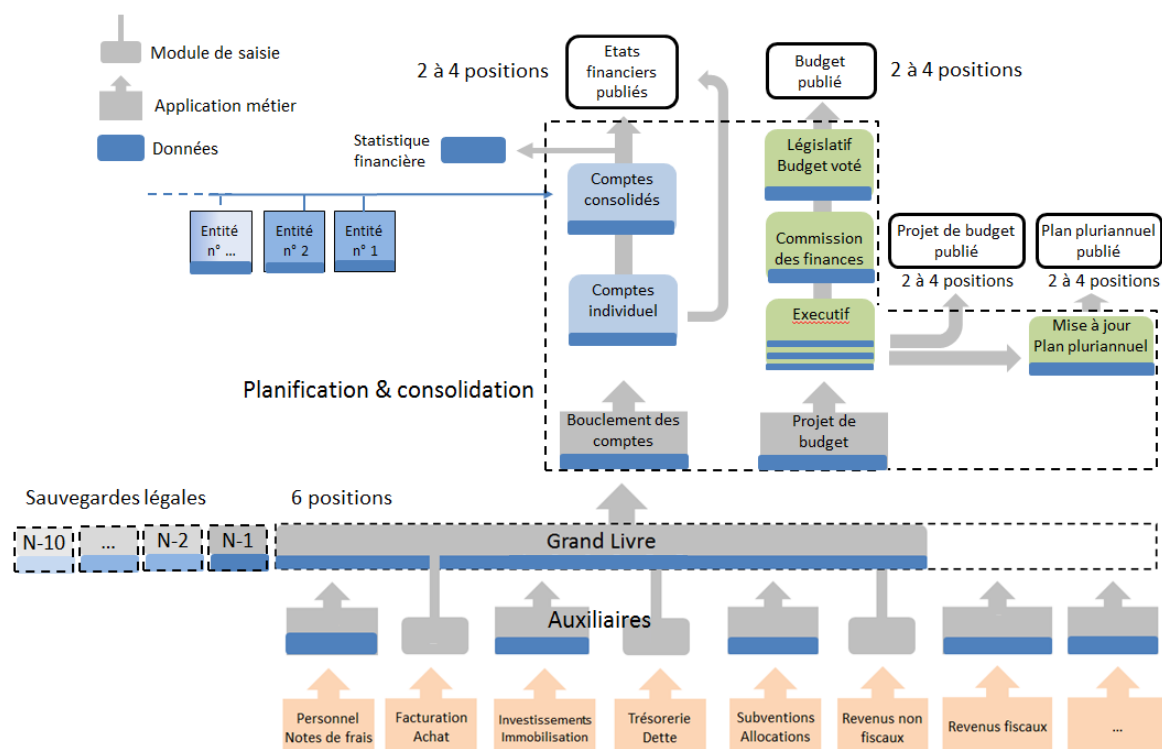 Module de saisie
Application métier
Données
2 à 4 positions
Etats
financiers
publiés
Budget
publié
2 à 4 positions
Statistique
financière
Législatif
Budget voté
Comptes
consolidés
Entité
n° ...
Entité
n° 2
Entité
n° 1
Commission
des finances
Projet de budget
publié
Plan pluriannuel
publié
2 à 4 positions
2 à 4 positions
Comptes
individuel
Executif
Mise à jour
Plan pluriannuel
Planification & consolidation
Bouclement des
comptes
Projet de
budget
Sauvegardes légales
6 positions
N-10
...
N-2
N-1
Grand Livre
Auxiliaires
Personnel
Notes de frais
Facturation
Achat
Investissements
Immobilisation
Trésorerie
Dette
Subventions
Allocations
Revenus non
fiscaux
Revenus fiscaux
...